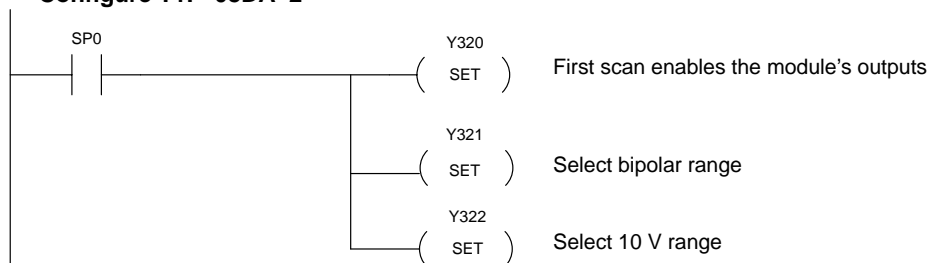 SP0
Y320
SET
First scan enables the module's outputs
Y321
SET
Select bipolar range
Y322
SET
Select 10 V range